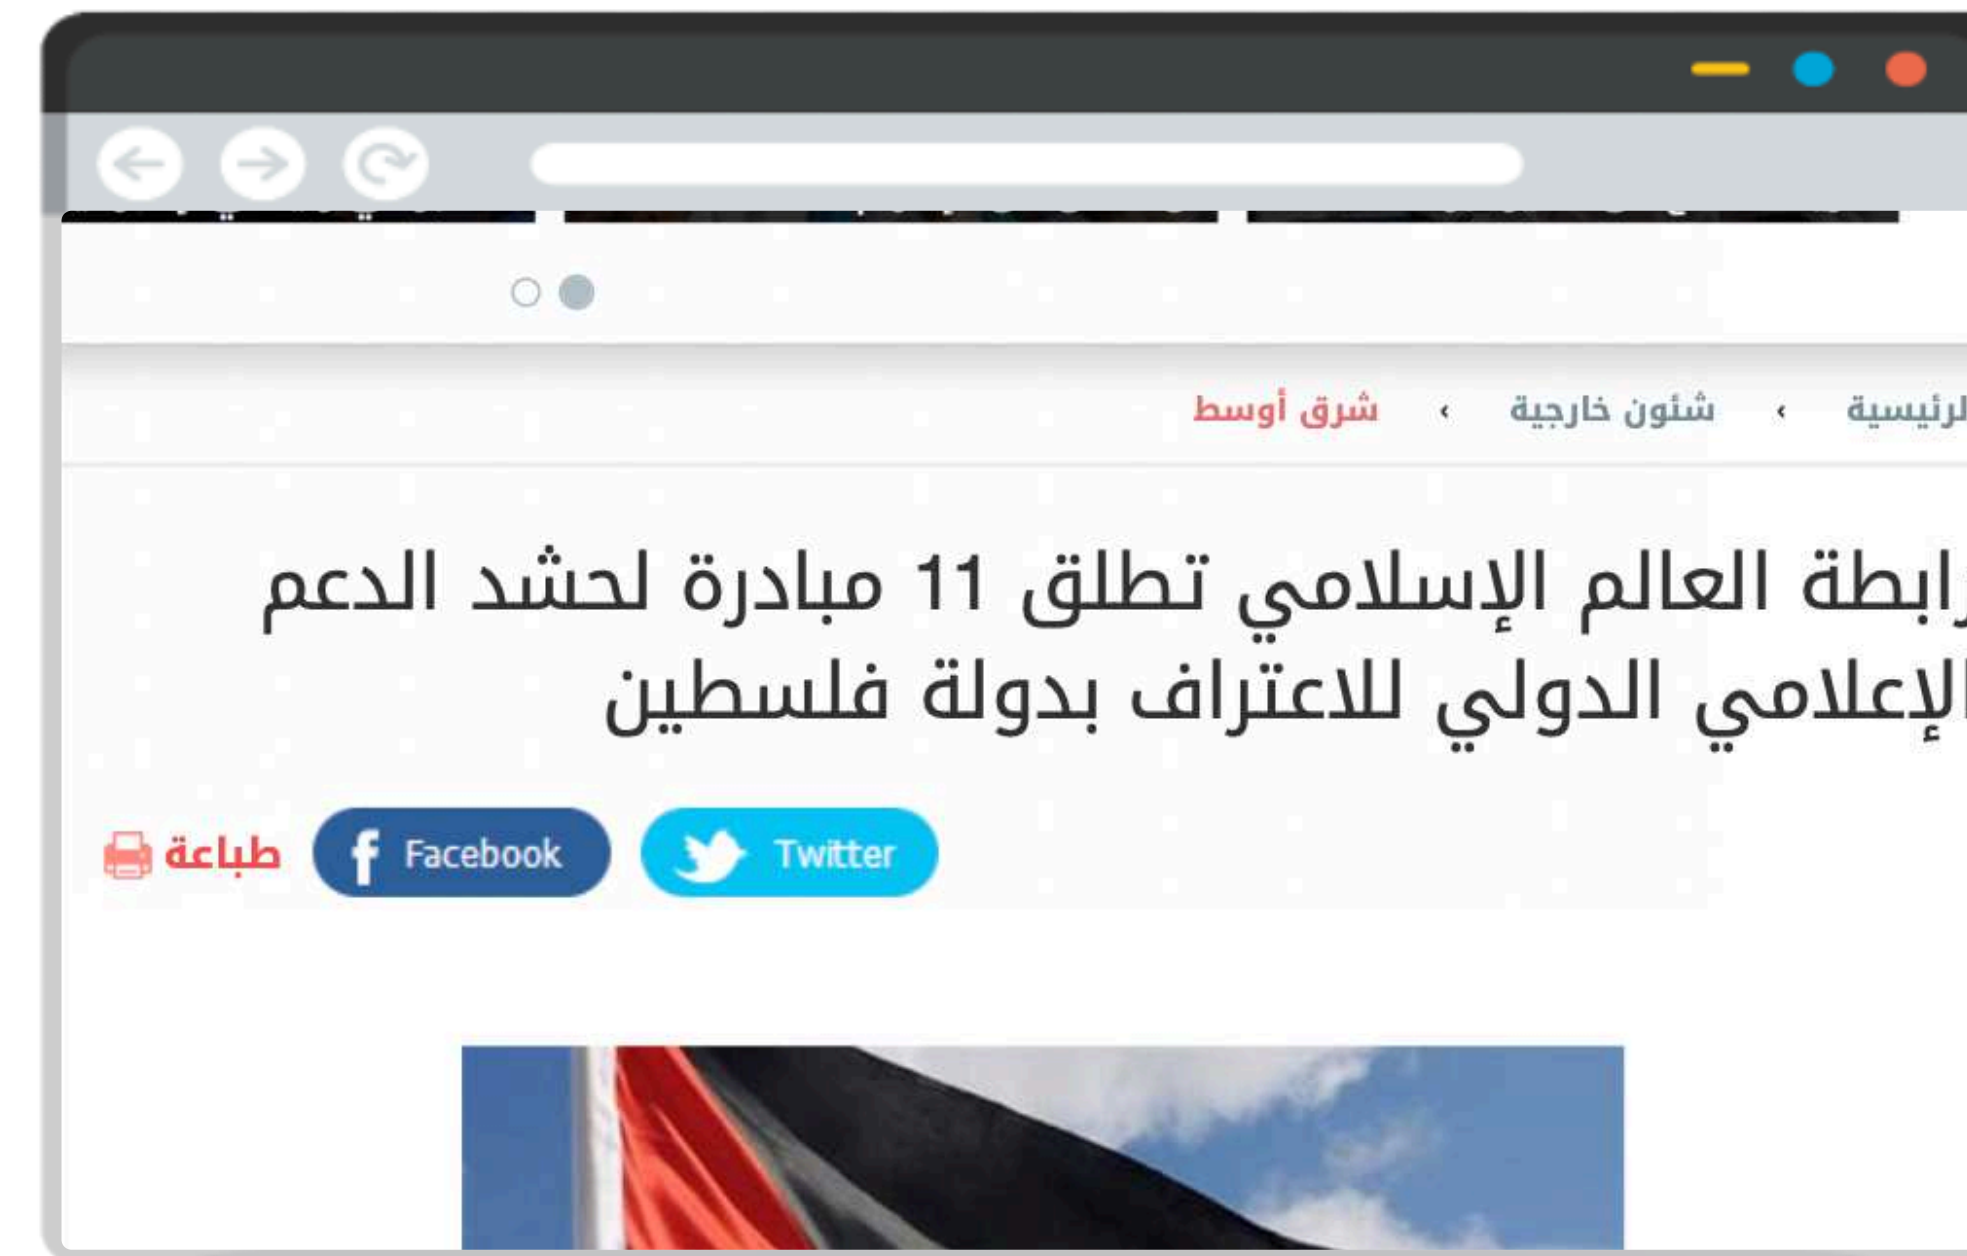 الرئيسية › شئون خارجية › شرق أوسط
رابطة العالم الإسلامي تطلق 11 مبادرة لحشد الدعم
الإعلامي الدولي للاعتراف بدولة فلسطين
Twitter Facebook طباعة